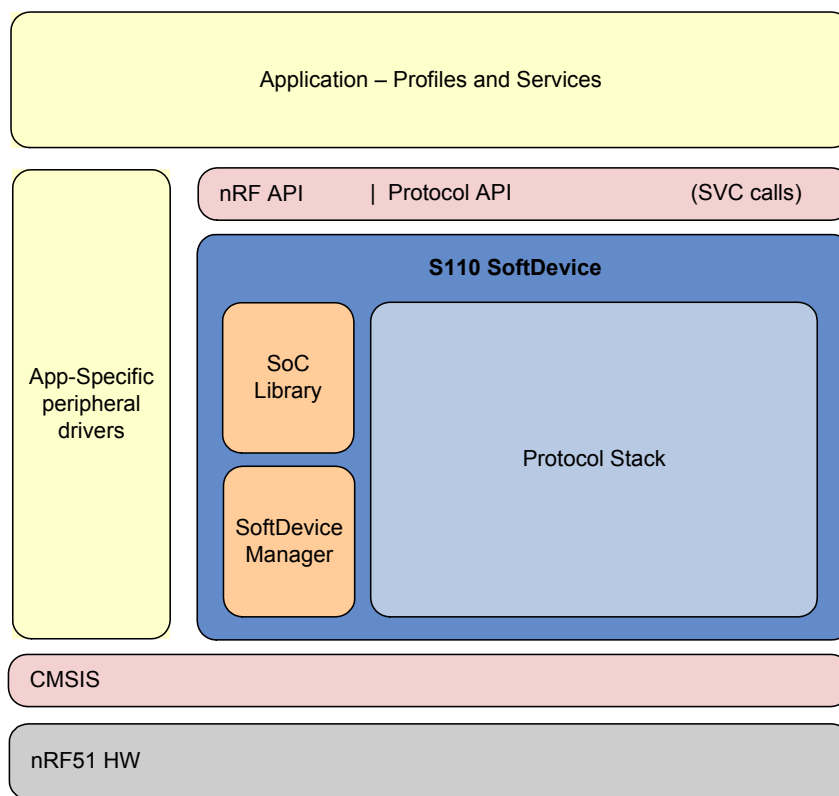 Application – Profiles and Services
nRF API | Protocol API (SVC calls)
S110 SoftDevice
App-Specific
peripheral
drivers
SoC
Library
Protocol Stack
SoftDevice
Manager
CMSIS
nRF51 HW